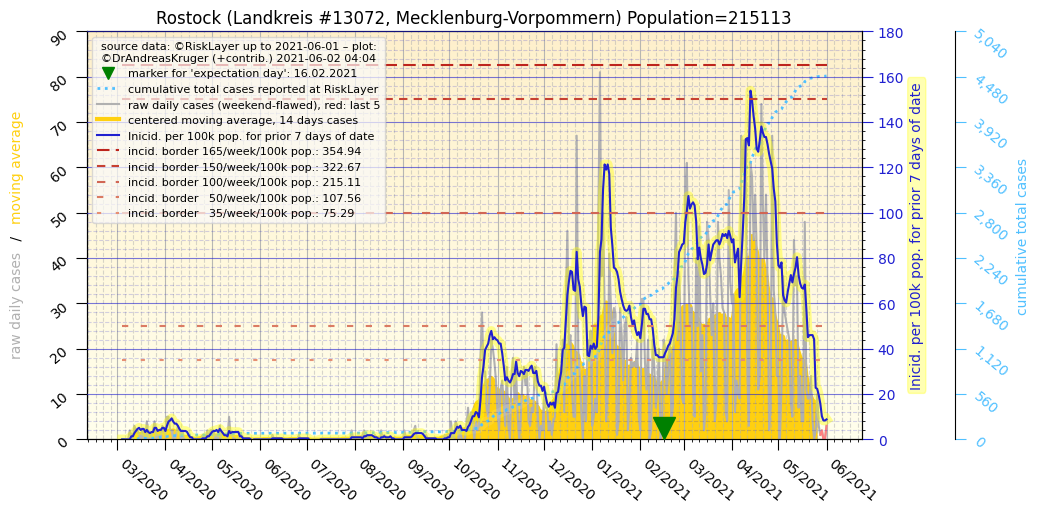 Rostock (Landkreis #13072, Mecklenburg-Vorpommern) Population=215113
source data: ©RiskLayer up to 2021-06-01 – plot:
©DrAndreasKruger (+contrib.) 2021-06-02 04:04
marker for 'expectation day': 16.02.2021
cumulative total cases reported at RiskLayer
raw daily cases (weekend-flawed), red: last 5
centered moving average, 14 days cases
Inicid. per 100k pop. for prior 7 days of date
incid. border 165/week/100k pop.: 354.94
incid. border 150/week/100k pop.: 322.67
incid. border 100/week/100k pop.: 215.11
incid. border   50/week/100k pop.: 107.56
incid. border   35/week/100k pop.: 75.29
raw daily cases   /   moving average
90
80
70
60
50
40
30
20
10
0
03/2020
04/2020
05/2020
06/2020
07/2020
08/2020
09/2020
10/2020
11/2020
12/2020
01/2021
02/2021
03/2021
04/2021
05/2021
06/2021
180
160
140
120
100
80
60
40
20
0
Inicid. per 100k pop. for prior 7 days of date
5,040
4,480
3,920
3,360
2,800
2,240
1,680
1,120
560
0
cumulative total cases